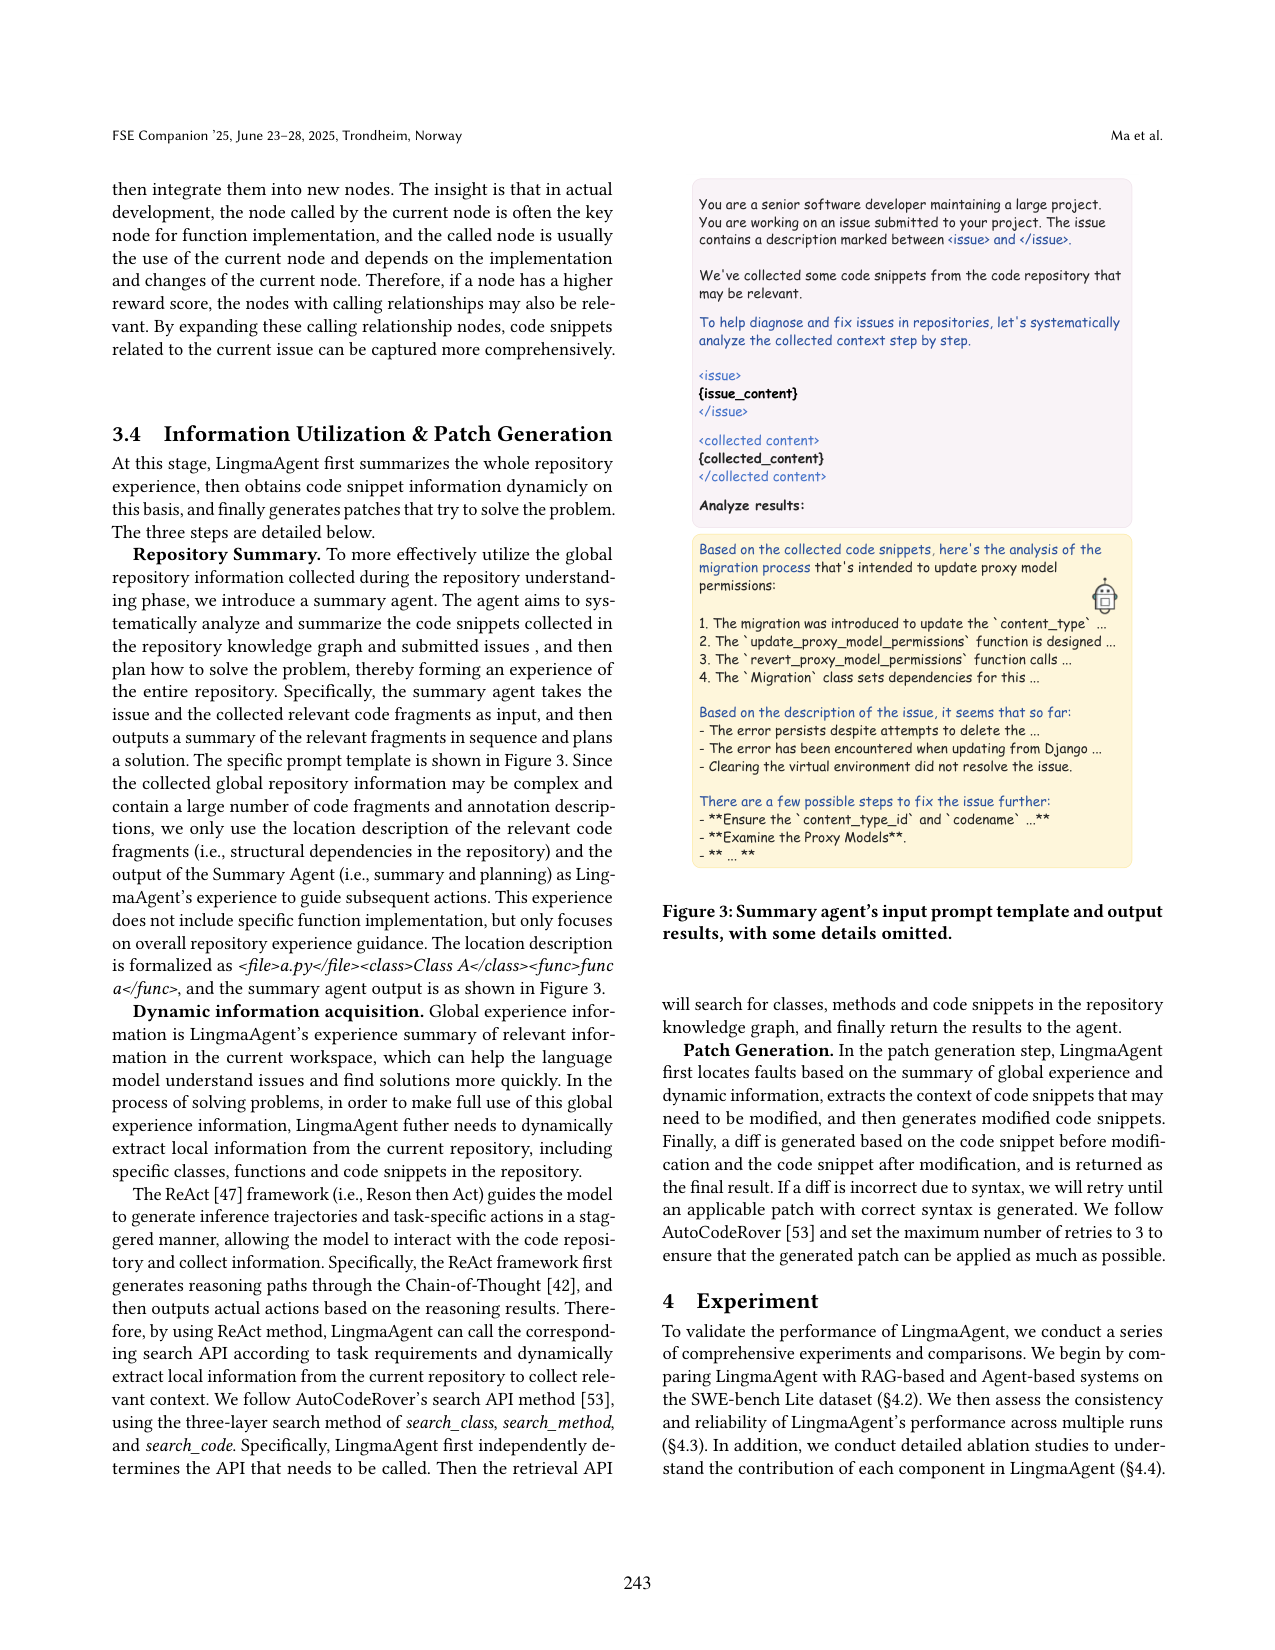 FSE Companion ’25, June 23–28, 2025, Trondheim, Norway
Ma et al.
then integrate them into new nodes. The insight is that in actual
development, the node called by the current node is often the key
node for function implementation, and the called node is usually
the use of the current node and depends on the implementation
and changes of the current node. Therefore, if a node has a higher
reward score, the nodes with calling relationships may also be rele-
vant. By expanding these calling relationship nodes, code snippets
related to the current issue can be captured more comprehensively.
3.4 Information Utilization & Patch Generation
At this stage, LingmaAgent first summarizes the whole repository
experience, then obtains code snippet information dynamicly on
this basis, and finally generates patches that try to solve the problem.
The three steps are detailed below.
Repository Summary. To more effectively utilize the global
repository information collected during the repository understand-
ing phase, we introduce a summary agent. The agent aims to sys-
tematically analyze and summarize the code snippets collected in
the repository knowledge graph and submitted issues , and then
plan how to solve the problem, thereby forming an experience of
the entire repository. Specifically, the summary agent takes the
issue and the collected relevant code fragments as input, and then
outputs a summary of the relevant fragments in sequence and plans
a solution. The specific prompt template is shown in Figure 3. Since
the collected global repository information may be complex and
contain a large number of code fragments and annotation descrip-
tions, we only use the location description of the relevant code
fragments (i.e., structural dependencies in the repository) and the
output of the Summary Agent (i.e., summary and planning) as Ling-
maAgent’s experience to guide subsequent actions. This experience
does not include specific function implementation, but only focuses
on overall repository experience guidance. The location description
is formalized as <file>a.py</file><class>Class A</class><func>func
a</func>, and the summary agent output is as shown in Figure 3.
Dynamic information acquisition. Global experience infor-
mation is LingmaAgent’s experience summary of relevant infor-
mation in the current workspace, which can help the language
model understand issues and find solutions more quickly. In the
process of solving problems, in order to make full use of this global
experience information, LingmaAgent futher needs to dynamically
extract local information from the current repository, including
specific classes, functions and code snippets in the repository.
The ReAct [47] framework (i.e., Reson then Act) guides the model
to generate inference trajectories and task-specific actions in a stag-
gered manner, allowing the model to interact with the code reposi-
tory and collect information. Specifically, the ReAct framework first
generates reasoning paths through the Chain-of-Thought [42], and
then outputs actual actions based on the reasoning results. There-
fore, by using ReAct method, LingmaAgent can call the correspond-
ing search API according to task requirements and dynamically
extract local information from the current repository to collect rele-
vant context. We follow AutoCodeRover’s search API method [53],
using the three-layer search method of search_class, search_method,
and search_code. Specifically, LingmaAgent first independently de-
termines the API that needs to be called. Then the retrieval API
You are a senior software developer maintaining a large project.
You are working on an issue submitted to your project. The issue
contains a description marked between <issue> and </issue>.
We've collected some code snippets from the code repository that
may be relevant.
To help diagnose and fix issues in repositories, let's systematically
analyze the collected context step by step.
<issue>
{issue_content}
</issue>
<collected content>
{collected_content}
</collected content>
Analyze results:
Based on the collected code snippets, here's the analysis of the
migration process that's intended to update proxy model
permissions:
1. The migration was introduced to update the `content_type` ...
2. The `update_proxy_model_permissions` function is designed ...
3. The `revert_proxy_model_permissions` function calls ...
4. The `Migration` class sets dependencies for this ...
Based on the description of the issue, it seems that so far:
- The error persists despite attempts to delete the ...
- The error has been encountered when updating from Django ...
- Clearing the virtual environment did not resolve the issue.
There are a few possible steps to fix the issue further:
- **Ensure the `content_type_id` and `codename` ...**
- **Examine the Proxy Models**.
- ** ... **
Figure 3: Summary agent’s input prompt template and output
results, with some details omitted.
will search for classes, methods and code snippets in the repository
knowledge graph, and finally return the results to the agent.
Patch Generation. In the patch generation step, LingmaAgent
first locates faults based on the summary of global experience and
dynamic information, extracts the context of code snippets that may
need to be modified, and then generates modified code snippets.
Finally, a diff is generated based on the code snippet before modifi-
cation and the code snippet after modification, and is returned as
the final result. If a diff is incorrect due to syntax, we will retry until
an applicable patch with correct syntax is generated. We follow
AutoCodeRover [53] and set the maximum number of retries to 3 to
ensure that the generated patch can be applied as much as possible.
4 Experiment
To validate the performance of LingmaAgent, we conduct a series
of comprehensive experiments and comparisons. We begin by com-
paring LingmaAgent with RAG-based and Agent-based systems on
the SWE-bench Lite dataset (§4.2). We then assess the consistency
and reliability of LingmaAgent’s performance across multiple runs
(§4.3). In addition, we conduct detailed ablation studies to under-
stand the contribution of each component in LingmaAgent (§4.4).
243